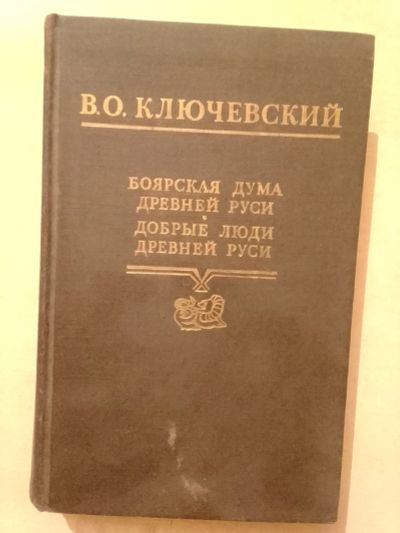 В.О. КЛЮЧЕВСКИЙ
БОЯРСКАЯ ДУМА
ДРЕВНЕЙ РУСИ
•
ДОБРЫЕ ЛЮДИ
ДРЕВНЕЙ РУСИ